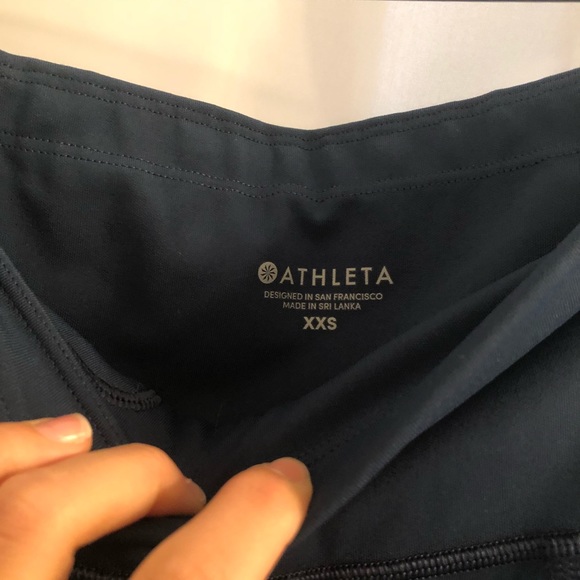 ATHLETA
DESIGNED IN SAN FRANCISCO
MADE IN SRI LANKA
XXS